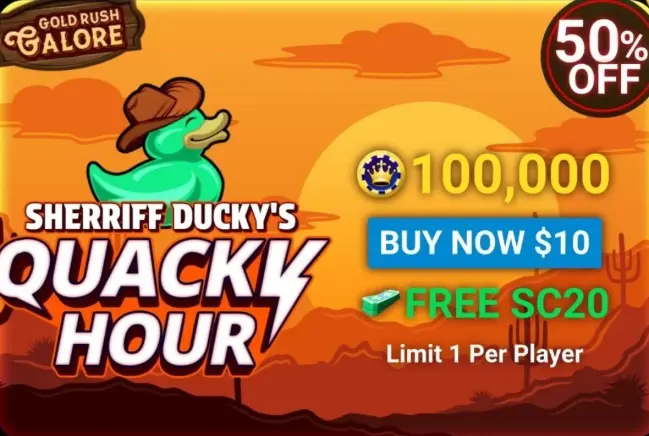 GOLD RUSH
GALORE
50%
OFF
SHERRIFF DUCKY'S
QUACKY
HOUR
100,000
BUY NOW $10
FREE SC20
Limit 1 Per Player